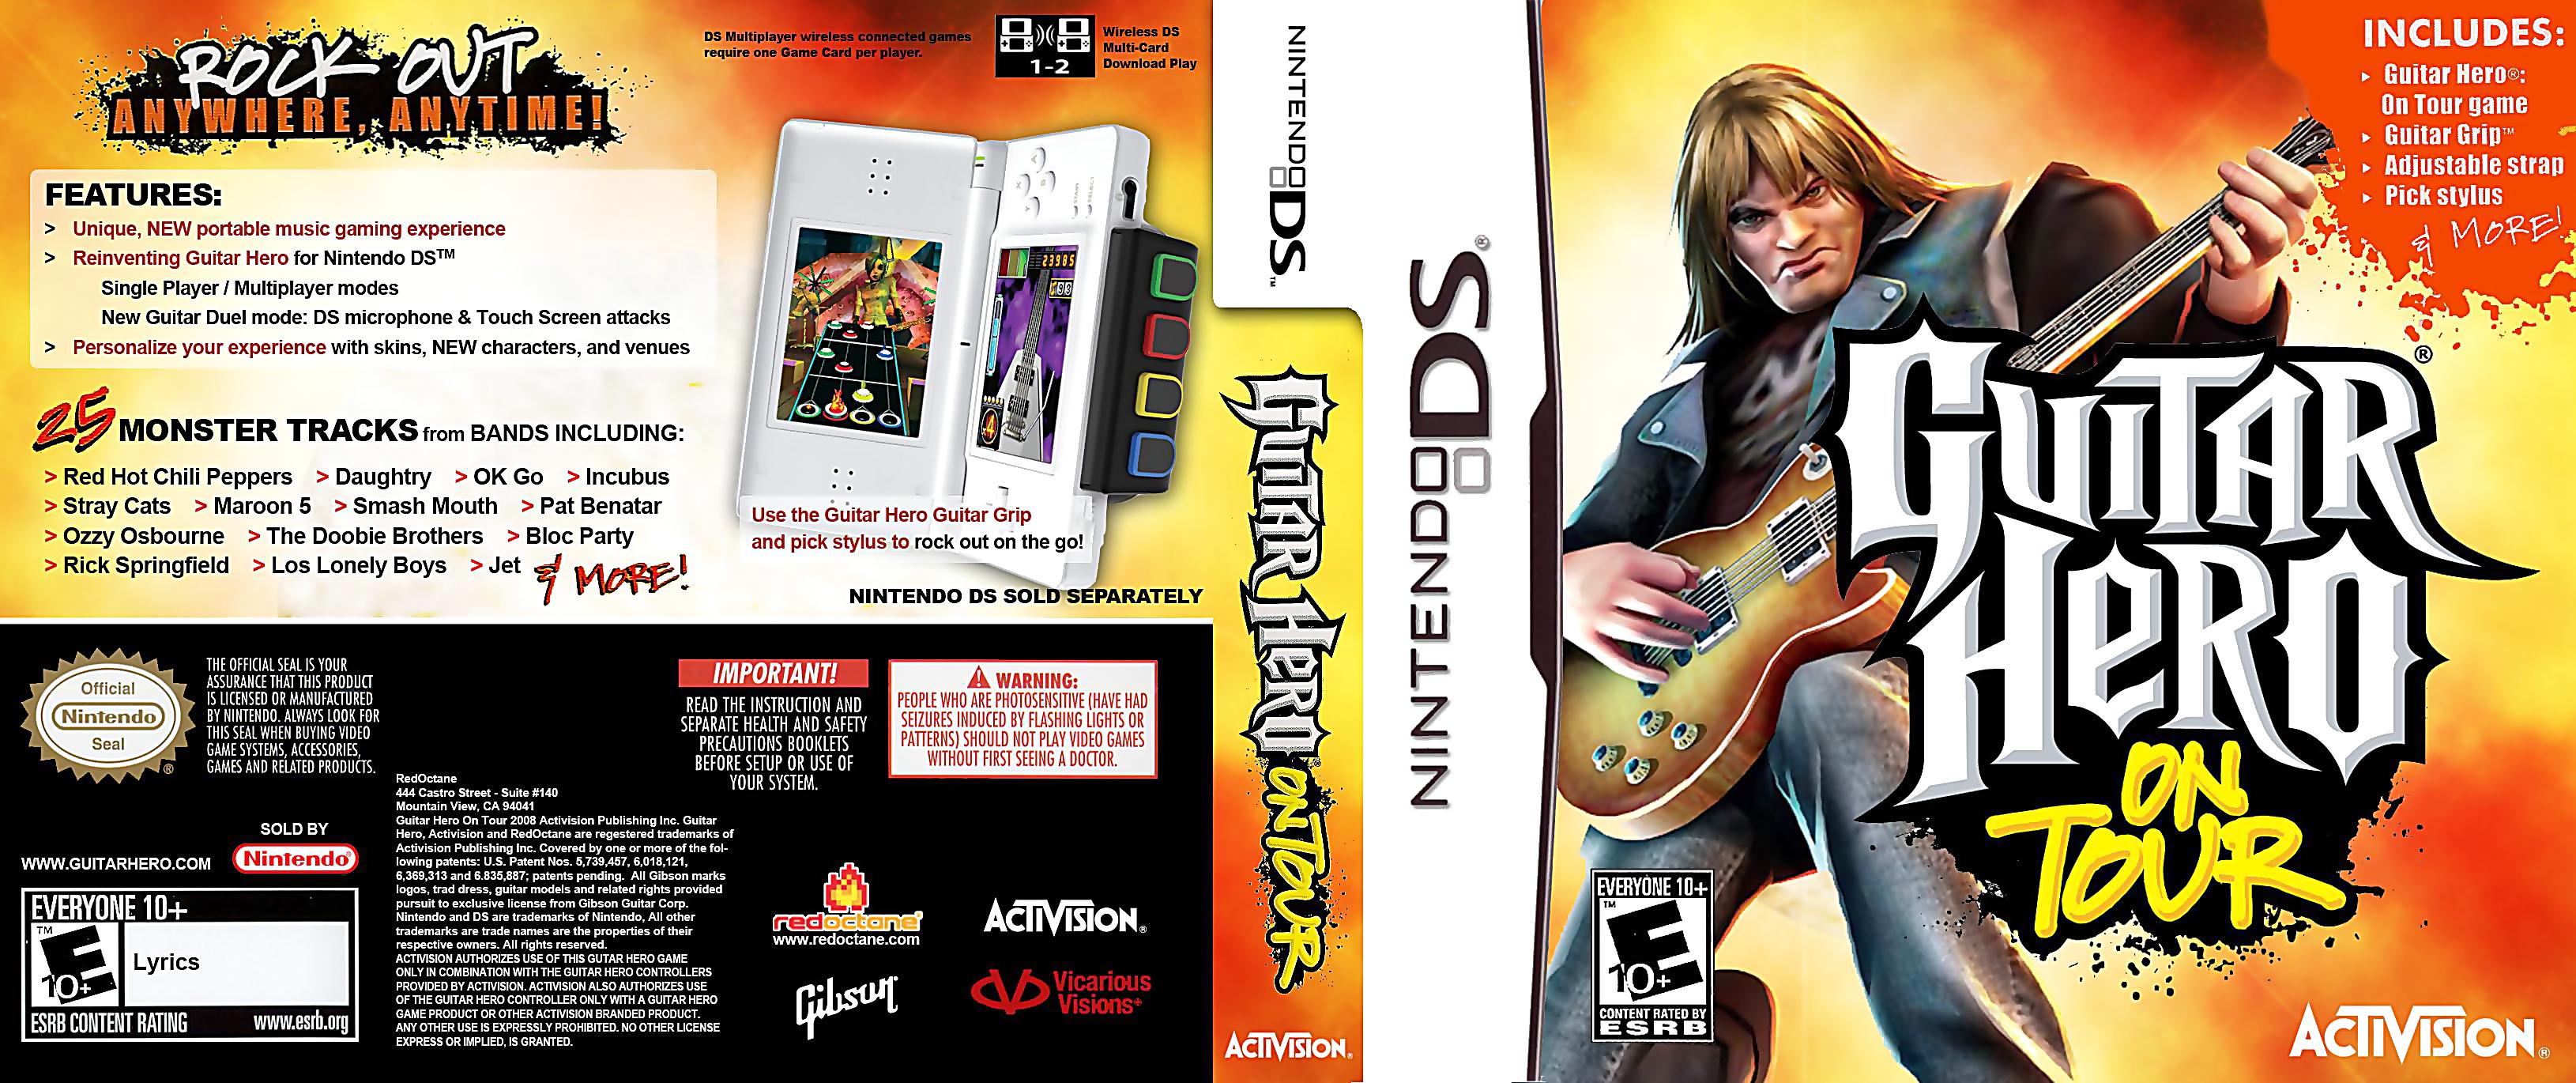 ROCK OUT
ANYWHERE, ANYTIME!
DS Multiplayer wireless connected games
require one Game Card per player.
1-2
Wireless DS
Multi-Card
Download Play
FEATURES:
> Unique, NEW portable music gaming experience
> Reinventing Guitar Hero for Nintendo DS™
Single Player / Multiplayer modes
New Guitar Duel mode: DS microphone & Touch Screen attacks
> Personalize your experience with skins, NEW characters, and venues
25 MONSTER TRACKS from BANDS INCLUDING:
> Red Hot Chili Peppers > Daughtry > OK Go > Incubus
> Stray Cats > Maroon 5 > Smash Mouth > Pat Benatar
> Ozzy Osbourne > The Doobie Brothers > Bloc Party
> Rick Springfield > Los Lonely Boys > Jet & MORE!
23985
Use the Guitar Hero Guitar Grip
and pick stylus to rock out on the go!
NINTENDO DS SOLD SEPARATELY
Official
Nintendo
Seal
®
THE OFFICIAL SEAL IS YOUR
ASSURANCE THAT THIS PRODUCT
IS LICENSED OR MANUFACTURED
BY NINTENDO. ALWAYS LOOK FOR
THIS SEAL WHEN BUYING VIDEO
GAME SYSTEMS, ACCESSORIES,
GAMES AND RELATED PRODUCTS.
IMPORTANT!
READ THE INSTRUCTION AND
SEPARATE HEALTH AND SAFETY
PRECAUTIONS BOOKLETS
BEFORE SETUP OR USE OF
YOUR SYSTEM.
WARNING:
PEOPLE WHO ARE PHOTOSENSITIVE (HAVE HAD
SEIZURES INDUCED BY FLASHING LIGHTS OR
PATTERNS) SHOULD NOT PLAY VIDEO GAMES
WITHOUT FIRST SEEING A DOCTOR.
SOLD BY
Nintendo®
WWW.GUITARHERO.COM
EVERYONE 10+
™
E
10+
Lyrics
ESRB CONTENT RATING www.esrb.org
RedOctane
444 Castro Street - Suite #140
Mountain View, CA 94041
Guitar Hero On Tour 2008 Activision Publishing Inc. Guitar
Hero, Activision and RedOctane are regestered trademarks of
Activision Publishing Inc. Covered by one or more of the fol-
lowing patents: U.S. Patent Nos. 5,739,457, 6,018,121,
6,369,313 and 6.835,887; patents pending. All Gibson marks
logos, trad dress, guitar models and related rights provided
pursuit to exclusive license from Gibson Guitar Corp.
Nintendo and DS are trademarks of Nintendo, All other
trademarks are trade names are the properties of their
respective owners. All rights reserved.
ACTIVISION AUTHORIZES USE OF THIS GUTAR HERO GAME
ONLY IN COMBINATION WITH THE GUITAR HERO CONTROLLERS
PROVIDED BY ACTIVISION. ACTIVISION ALSO AUTHORIZES USE
OF THE GUITAR HERO CONTROLLER ONLY WITH A GUITAR HERO
GAME PRODUCT OR OTHER ACTIVISION BRANDED PRODUCT.
ANY OTHER USE IS EXPRESSLY PROHIBITED. NO OTHER LICENSE
EXPRESS OR IMPLIED, IS GRANTED.
redoctane®
www.redoctane.com
ACTIVISION®
Gibson
Vicarious
Visions
NINTENDO DS™
GUITAR HERO® ON TOUR
ACTIVISION®
NINTENDO DS®
INCLUDES:
Guitar Hero®:
On Tour game
Guitar Grip™
Adjustable strap
Pick stylus
& MORE!
GUITAR®
HERO
ON
TOUR
EVERYONE 10+
™
E
10+
CONTENT RATED BY
ESRB
ACTIVISION®